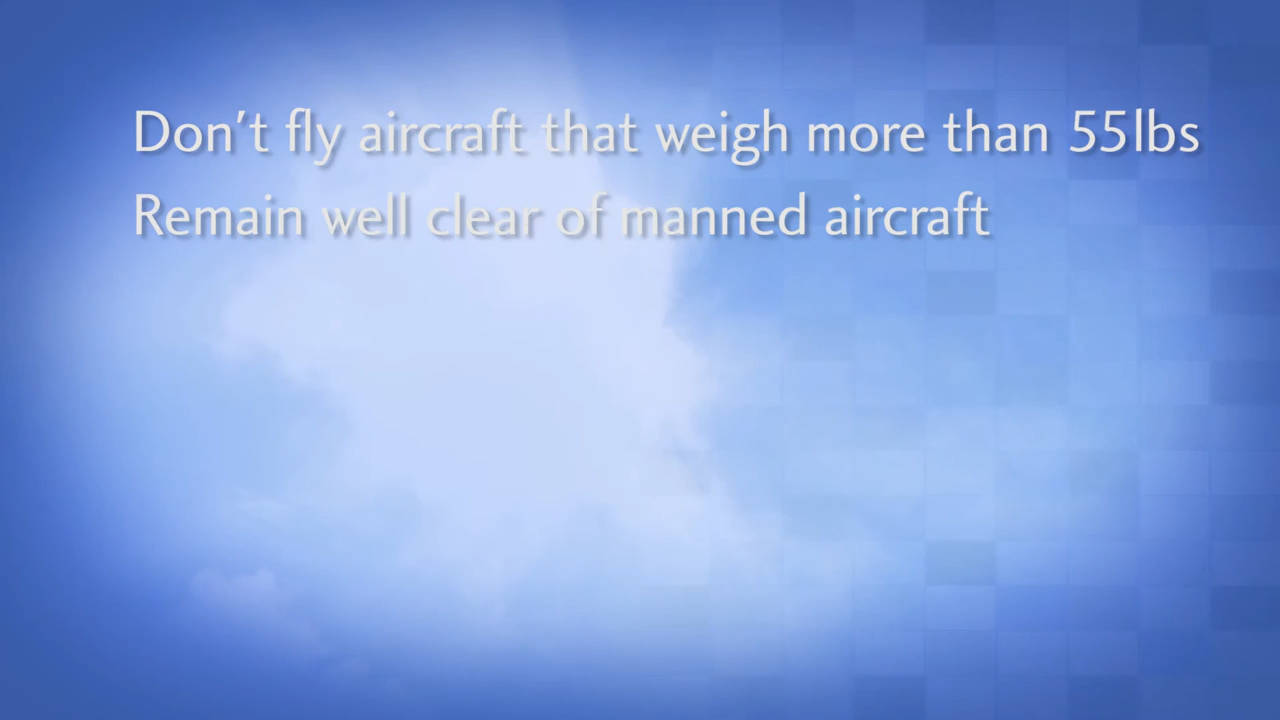 Don't fly aircraft that weigh more than 55lbs
Remain well clear of manned aircraft